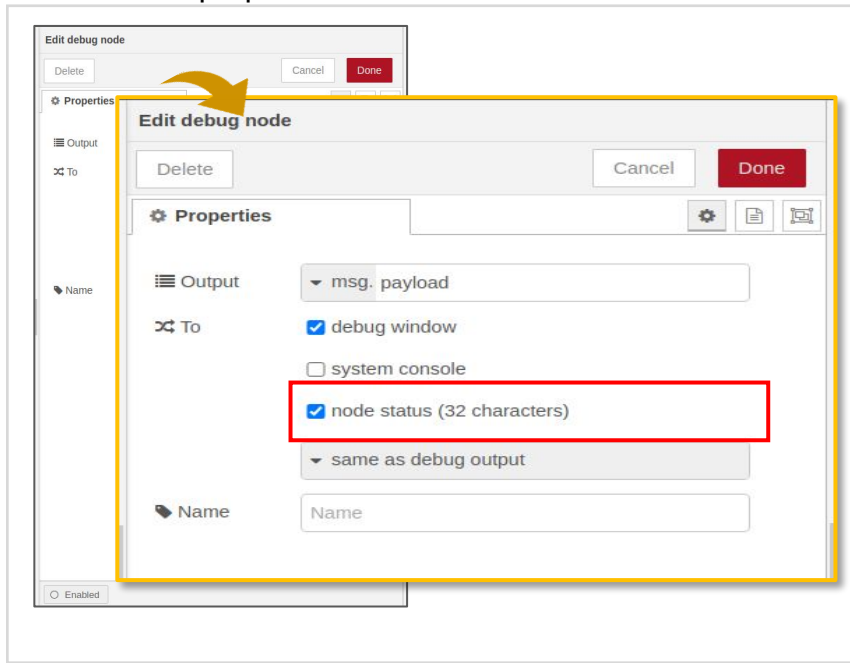 Edit debug node
Delete Cancel Done
Properties
Output
To
Name
Enabled
Edit debug node
Delete Cancel Done
Properties
Output msg. payload
To debug window
system console
node status (32 characters)
same as debug output
Name Name